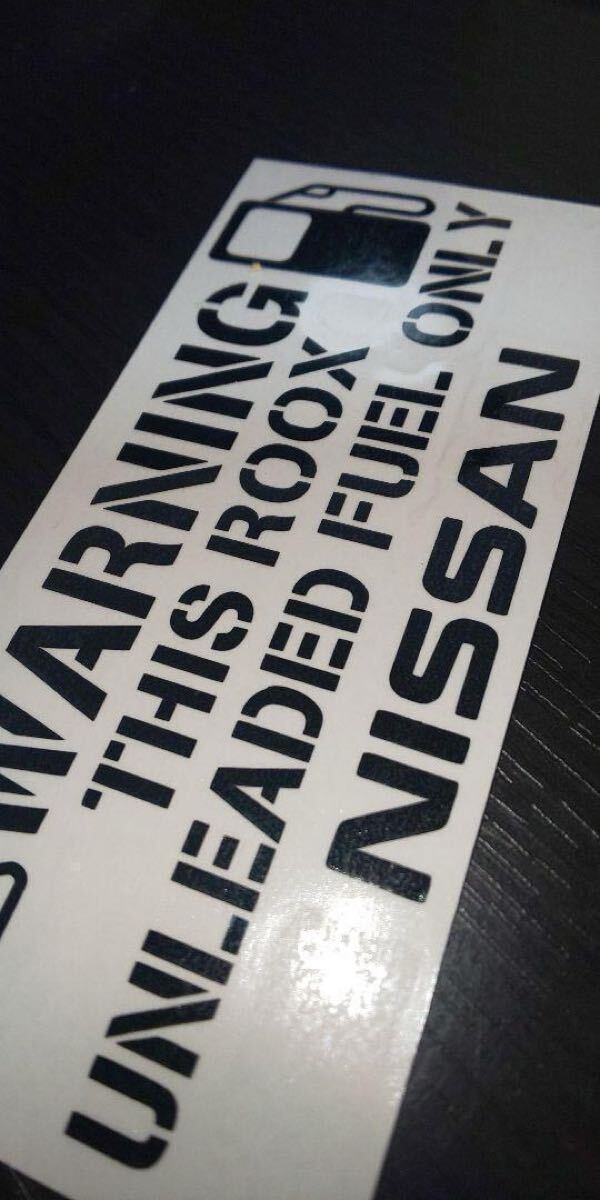 WARNING
THIS ROOX
UNLEADED FUEL ONLY
NISSAN